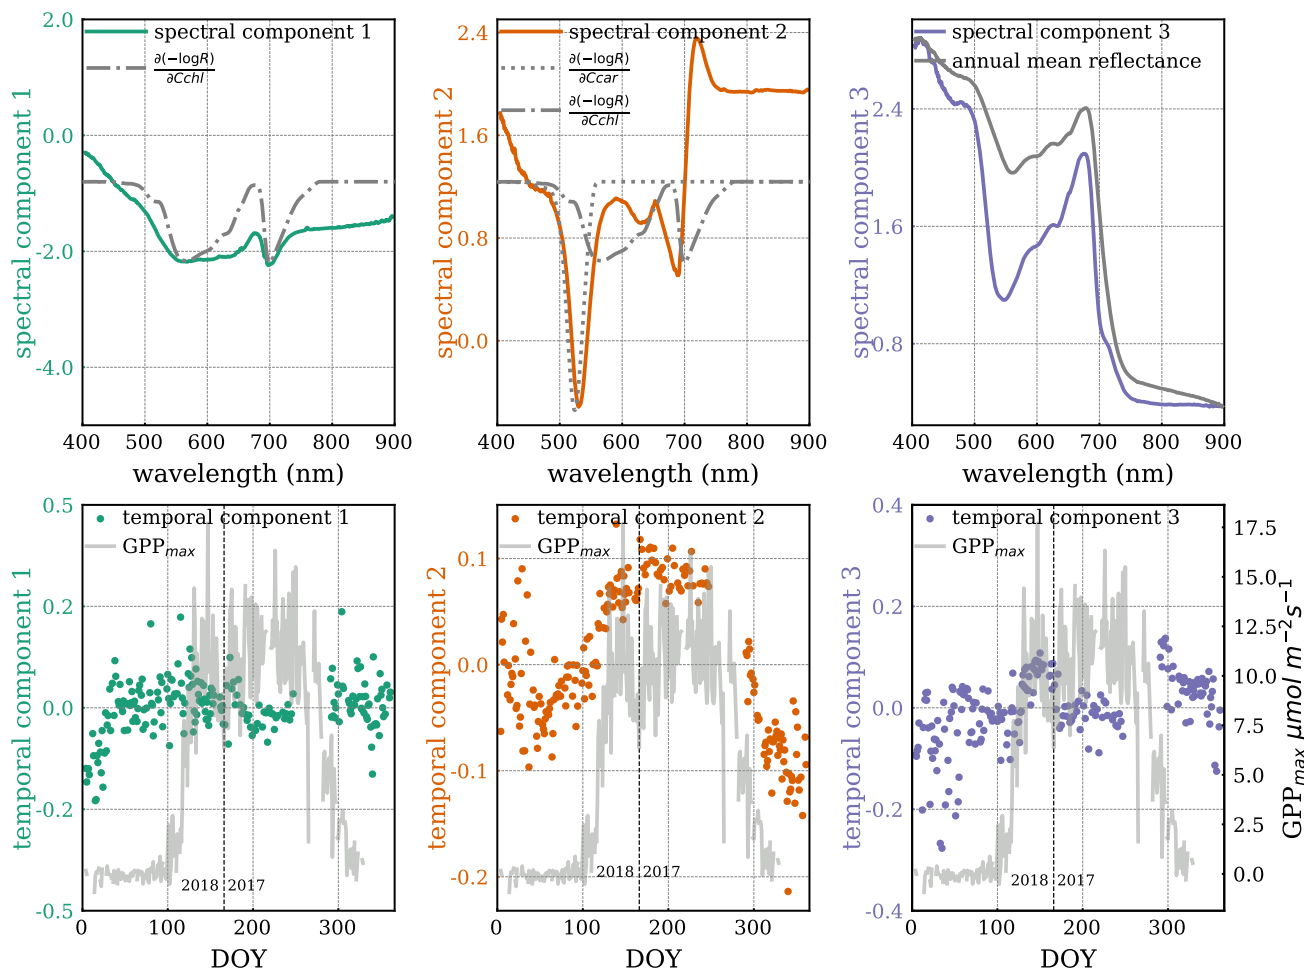 spectral component 1
∂(−logR)
∂Cchl
2.0
0.0
-2.0
-4.0
spectral component 1
400 500 600 700 800 900
wavelength (nm)
spectral component 2
∂(−logR)
∂Ccar
∂(−logR)
∂Cchl
2.4
1.6
0.8
0.0
spectral component 2
400 500 600 700 800 900
wavelength (nm)
spectral component 3
annual mean reflectance
2.4
1.6
0.8
spectral component 3
400 500 600 700 800 900
wavelength (nm)
temporal component 1
GPPmax
0.5
0.2
0.0
-0.2
-0.5
temporal component 1
2018 2017
0 100 200 300
DOY
temporal component 2
GPPmax
0.1
0.0
-0.1
-0.2
temporal component 2
2018 2017
0 100 200 300
DOY
temporal component 3
GPPmax
0.4
0.2
0.0
-0.2
-0.4
temporal component 3
2018 2017
0 100 200 300
DOY
17.5
15.0
12.5
10.0
7.5
5.0
2.5
0.0
GPPmax μmol m−2s−1